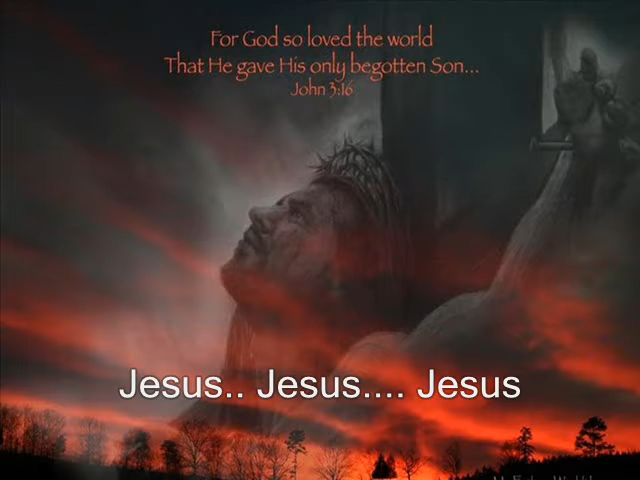 For God so loved the world
That He gave His only begotten Son...
John 3:16
Jesus.. Jesus.... Jesus